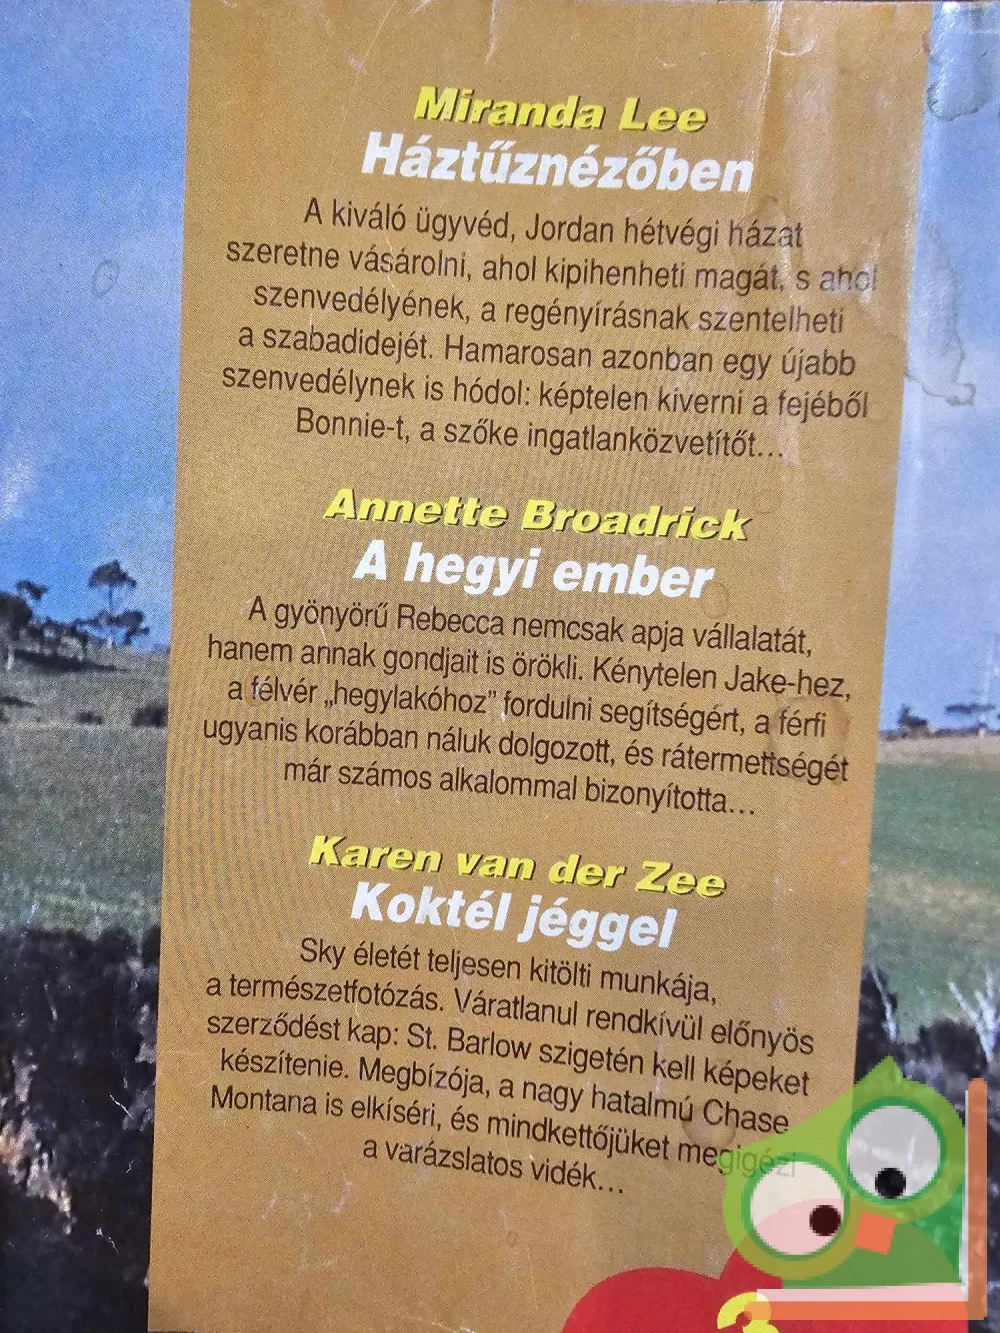 Miranda Lee
Háztűznézőben
A kiváló ügyvéd, Jordan hétvégi házat
szeretne vásárolni, ahol kipihenheti magát, s ahol
szenvedélyének, a regényírásnak szentelheti
a szabadidejét. Hamarosan azonban egy újabb
szenvedélynek is hódol: képtelen kiverni a fejéből
Bonnie-t, a szőke ingatlanközvetítőt...
Annette Broadrick
A hegyi ember
A gyönyörű Rebecca nemcsak apja vállalatát,
hanem annak gondjait is örökli. Kénytelen Jake-hez,
a félvér „hegylakóhoz” fordulni segítségért, a férfi
ugyanis korábban náluk dolgozott, és rátermettségét
már számos alkalommal bizonyította...
Karen van der Zee
Koktél jéggel
Sky életét teljesen kitölti munkája,
a természetfotózás. Váratlanul rendkívül előnyös
szerződést kap: St. Barlow szigetén kell képeket
készítenie. Megbízója, a nagy hatalmú Chase
Montana is elkíséri, és mindkettőjüket megigézi
a varázslatos vidék...